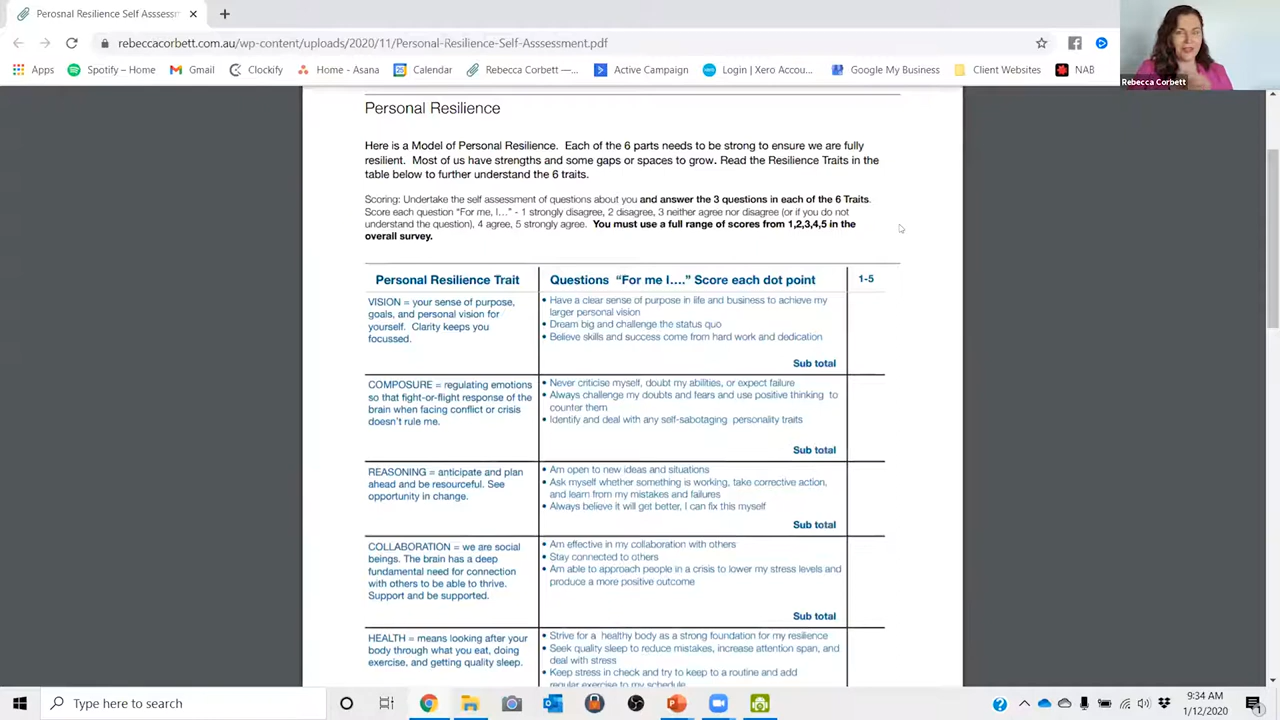 Perosnal Resilience Self Asssesm
rebeccacorbett.com.au/wp-content/uploads/2020/11/Personal-Resilience-Self-Asssessment.pdf
Apps
Spotify – Home
Gmail
Clockify
Home - Asana
Calendar
Rebecca Corbett —...
Active Campaign
Login | Xero Accou...
Google My Business
Client Websites
NAB
Rebecca Corbett
Personal Resilience
Here is a Model of Personal Resilience. Each of the 6 parts needs to be strong to ensure we are fully
resilient. Most of us have strengths and some gaps or spaces to grow. Read the Resilience Traits in the
table below to further understand the 6 traits.
Scoring: Undertake the self assessment of questions about you and answer the 3 questions in each of the 6 Traits.
Score each question "For me, I…" - 1 strongly disagree, 2 disagree, 3 neither agree nor disagree (or if you do not
understand the question), 4 agree, 5 strongly agree. You must use a full range of scores from 1,2,3,4,5 in the
overall survey.
Personal Resilience Trait
Questions "For me I…." Score each dot point
1-5
VISION = your sense of purpose,
goals, and personal vision for
yourself. Clarity keeps you
focussed.
• Have a clear sense of purpose in life and business to achieve my
larger personal vision
• Dream big and challenge the status quo
• Believe skills and success come from hard work and dedication
Sub total
COMPOSURE = regulating emotions
so that fight-or-flight response of the
brain when facing conflict or crisis
doesn't rule me.
• Never criticise myself, doubt my abilities, or expect failure
• Always challenge my doubts and fears and use positive thinking to
counter them
• Identify and deal with any self-sabotaging personality traits
Sub total
REASONING = anticipate and plan
ahead and be resourceful. See
opportunity in change.
• Am open to new ideas and situations
• Ask myself whether something is working, take corrective action,
and learn from my mistakes and failures
• Always believe it will get better, I can fix this myself
Sub total
COLLABORATION = we are social
beings. The brain has a deep
fundamental need for connection
with others to be able to thrive.
Support and be supported.
• Am effective in my collaboration with others
• Stay connected to others
• Am able to approach people in a crisis to lower my stress levels and
produce a more positive outcome
Sub total
HEALTH = means looking after your
body through what you eat, doing
exercise, and getting quality sleep.
• Strive for a healthy body as a strong foundation for my resilience
• Seek quality sleep to reduce mistakes, increase attention span, and
deal with stress
• Keep stress in check and try to keep to a routine and add
regular exercise to my schedule
Type here to search
9:34 AM
1/12/2020